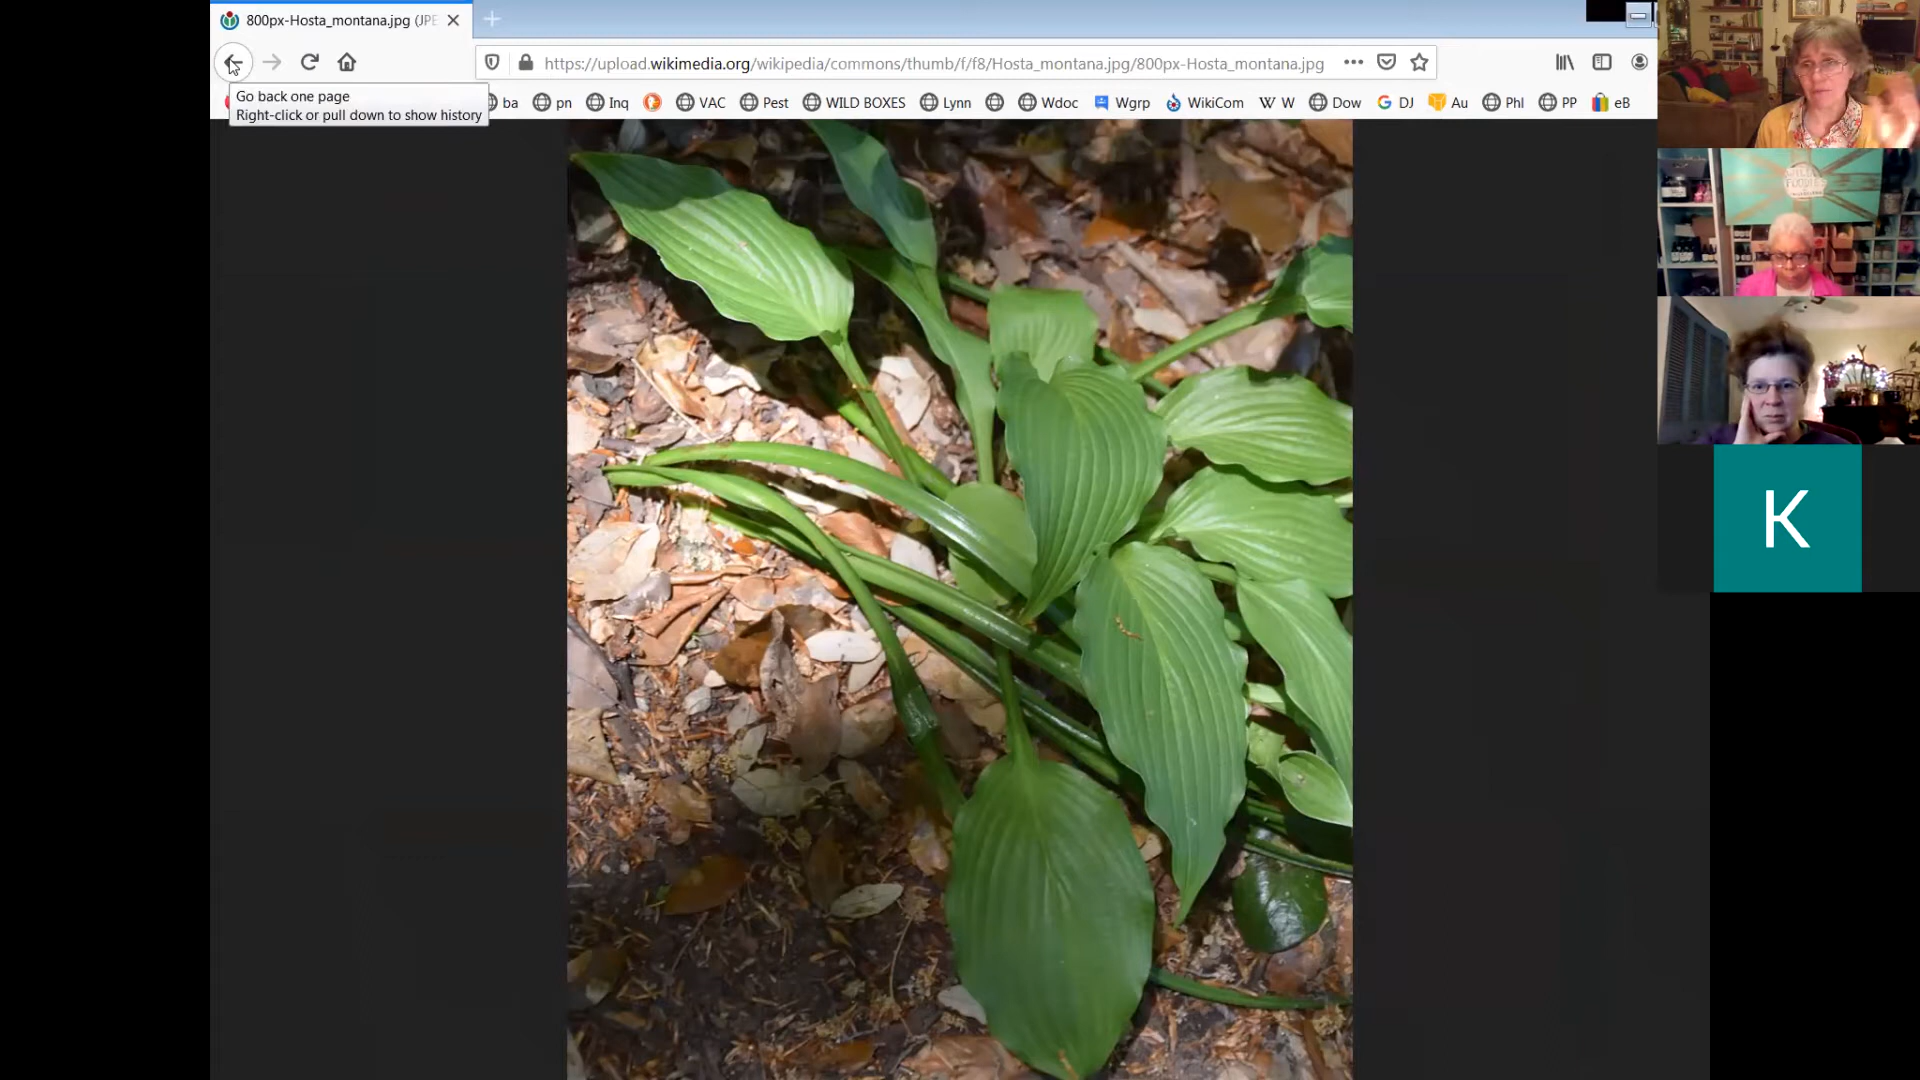 800px-Hosta_montana.jpg (JPE
https://upload.wikimedia.org/wikipedia/commons/thumb/f/f8/Hosta_montana.jpg/800px-Hosta_montana.jpg
Go back one page
Right-click or pull down to show history
ba pn Inq VAC Pest WILD BOXES Lynn Wdoc Wgrp WikiCom W W Dow G DJ Au Phl PP eB
K